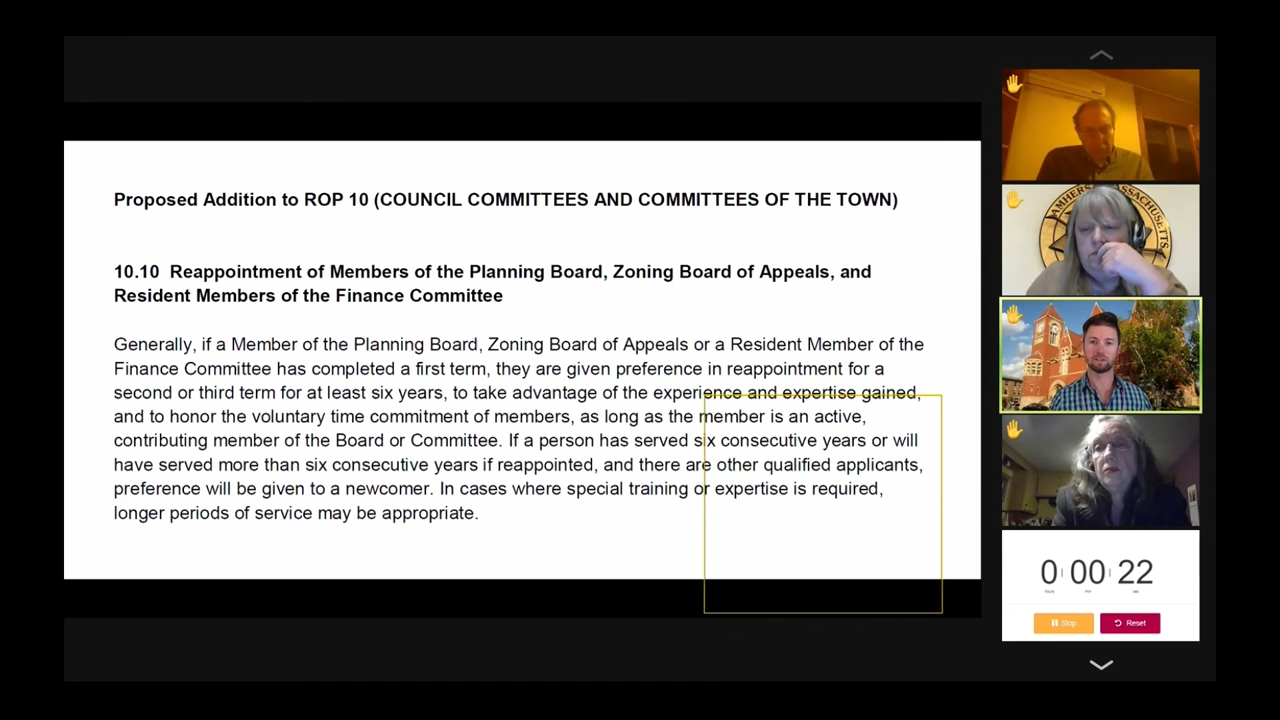 Proposed Addition to ROP 10 (COUNCIL COMMITTEES AND COMMITTEES OF THE TOWN)
10.10 Reappointment of Members of the Planning Board, Zoning Board of Appeals, and
Resident Members of the Finance Committee
Generally, if a Member of the Planning Board, Zoning Board of Appeals or a Resident Member of the
Finance Committee has completed a first term, they are given preference in reappointment for a
second or third term for at least six years, to take advantage of the experience and expertise gained,
and to honor the voluntary time commitment of members, as long as the member is an active,
contributing member of the Board or Committee. If a person has served six consecutive years or will
have served more than six consecutive years if reappointed, and there are other qualified applicants,
preference will be given to a newcomer. In cases where special training or expertise is required,
longer periods of service may be appropriate.
AMHERST MASSACHUSETTS
0 00 22
Stop
Reset